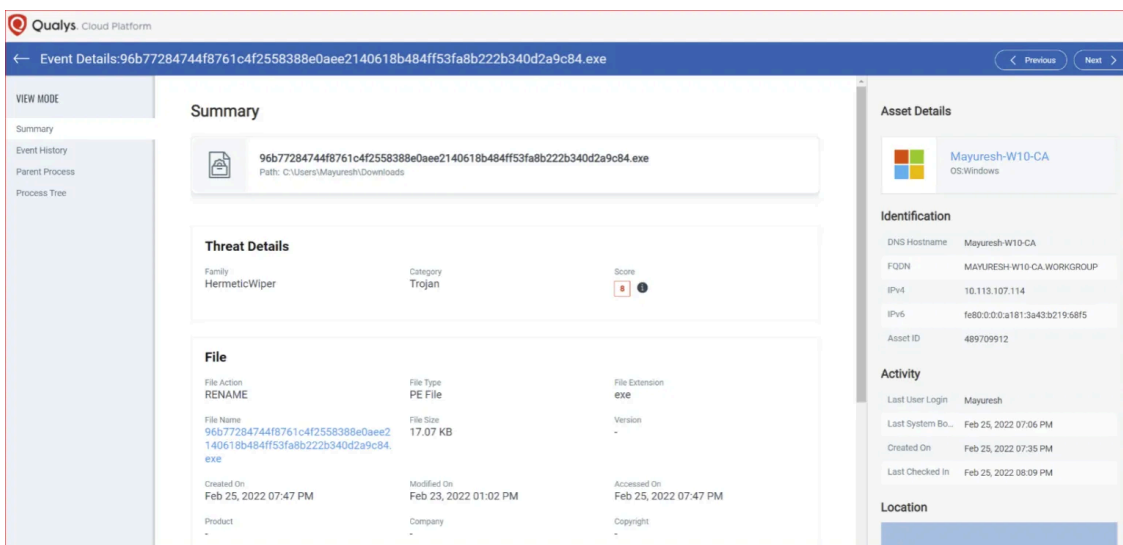 Qualys. Cloud Platform
← Event Details:96b77284744f8761c4f2558388e0aee2140618b484ff53fa8b222b340d2a9c84.exe
Previous
Next
VIEW MODE
Summary
Event History
Parent Process
Process Tree
Summary
96b77284744f8761c4f2558388e0aee2140618b484ff53fa8b222b340d2a9c84.exe
Path: C:\Users\Mayuresh\Downloads
Threat Details
Family
HermeticWiper
Category
Trojan
Score
8
File
File Action
RENAME
File Type
PE File
File Extension
exe
File Name
96b77284744f8761c4f2558388e0aee2
140618b484ff53fa8b222b340d2a9c84.
exe
File Size
17.07 KB
Version
-
Created On
Feb 25, 2022 07:47 PM
Modified On
Feb 23, 2022 01:02 PM
Accessed On
Feb 25, 2022 07:47 PM
Product
-
Company
-
Copyright
-
Asset Details
Mayuresh-W10-CA
OS:Windows
Identification
DNS Hostname Mayuresh-W10-CA
FQDN MAYURESH-W10-CA.WORKGROUP
IPv4 10.113.107.114
IPv6 fe80:0:0:0:a181:3a43:b219:68f5
Asset ID 489709912
Activity
Last User Login Mayuresh
Last System Bo... Feb 25, 2022 07:06 PM
Created On Feb 25, 2022 07:35 PM
Last Checked In Feb 25, 2022 08:09 PM
Location